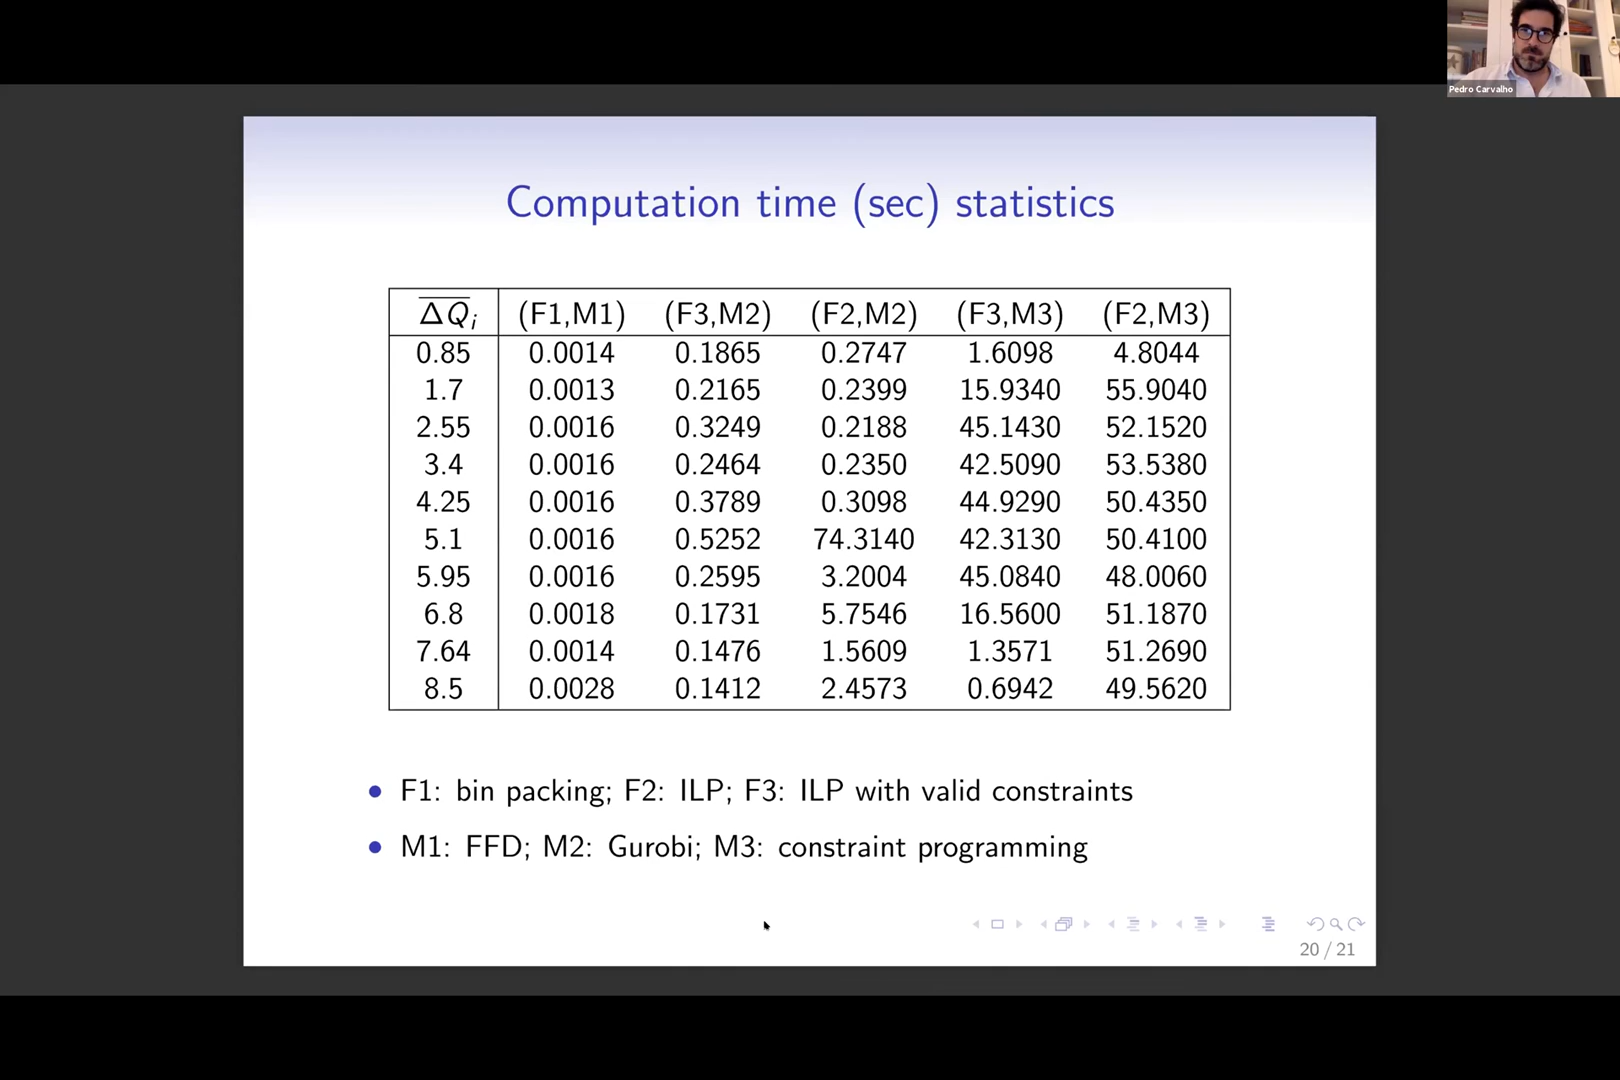 Pedro Carvalho
Computation time (sec) statistics
$\overline{\Delta Q}_i$ (F1,M1) (F3,M2) (F2,M2) (F3,M3) (F2,M3)
0.85 0.0014 0.1865 0.2747 1.6098 4.8044
1.7 0.0013 0.2165 0.2399 15.9340 55.9040
2.55 0.0016 0.3249 0.2188 45.1430 52.1520
3.4 0.0016 0.2464 0.2350 42.5090 53.5380
4.25 0.0016 0.3789 0.3098 44.9290 50.4350
5.1 0.0016 0.5252 74.3140 42.3130 50.4100
5.95 0.0016 0.2595 3.2004 45.0840 48.0060
6.8 0.0018 0.1731 5.7546 16.5600 51.1870
7.64 0.0014 0.1476 1.5609 1.3571 51.2690
8.5 0.0028 0.1412 2.4573 0.6942 49.5620
• F1: bin packing; F2: ILP; F3: ILP with valid constraints
• M1: FFD; M2: Gurobi; M3: constraint programming
20 / 21